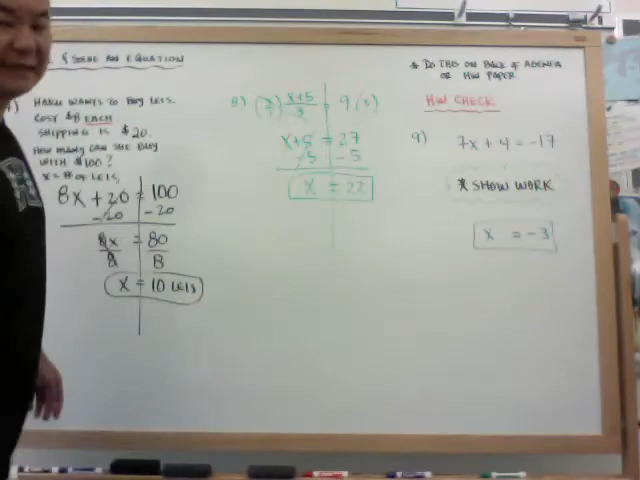 & SOLVE AN EQUATION
WANTS TO BUY LEIS.
COST $8 EACH
SHIPPING IS $20.
HOW MANY CAN SHE BUY
WITH $100?
X = # OF LEIS,
8X + 20 = 100
-20 -20
8x = 80
8 8
X = 10 LEIS
8) (3/1) x+5/3 = 9 (3)
X+5 = 27
-5 -5
X = 22
* DO THIS ON BACK OF AGENDA
OR HW PAPER
HW CHECK
9) 7x + 4 = -17
* SHOW WORK
X = -3